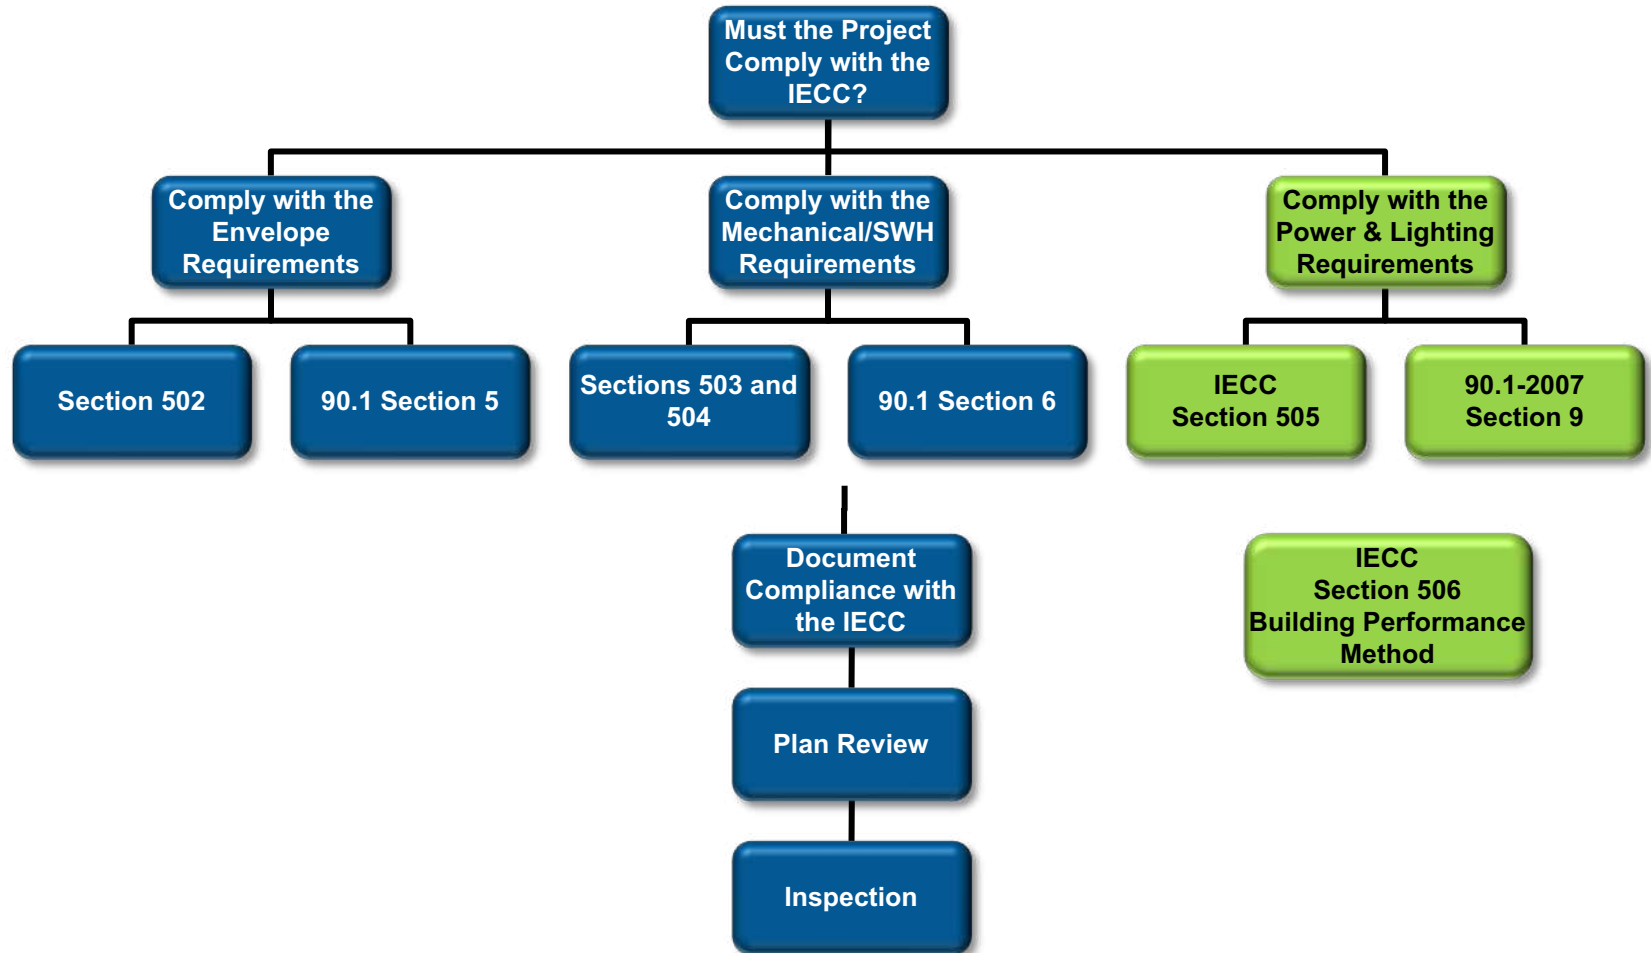 Must the Project
Comply with the
IECC?
Comply with the
Envelope
Requirements
Comply with the
Mechanical/SWH
Requirements
Comply with the
Power & Lighting
Requirements
Section 502
90.1 Section 5
Sections 503 and
504
90.1 Section 6
IECC
Section 505
90.1-2007
Section 9
Document
Compliance with
the IECC
IECC
Section 506
Building Performance
Method
Plan Review
Inspection